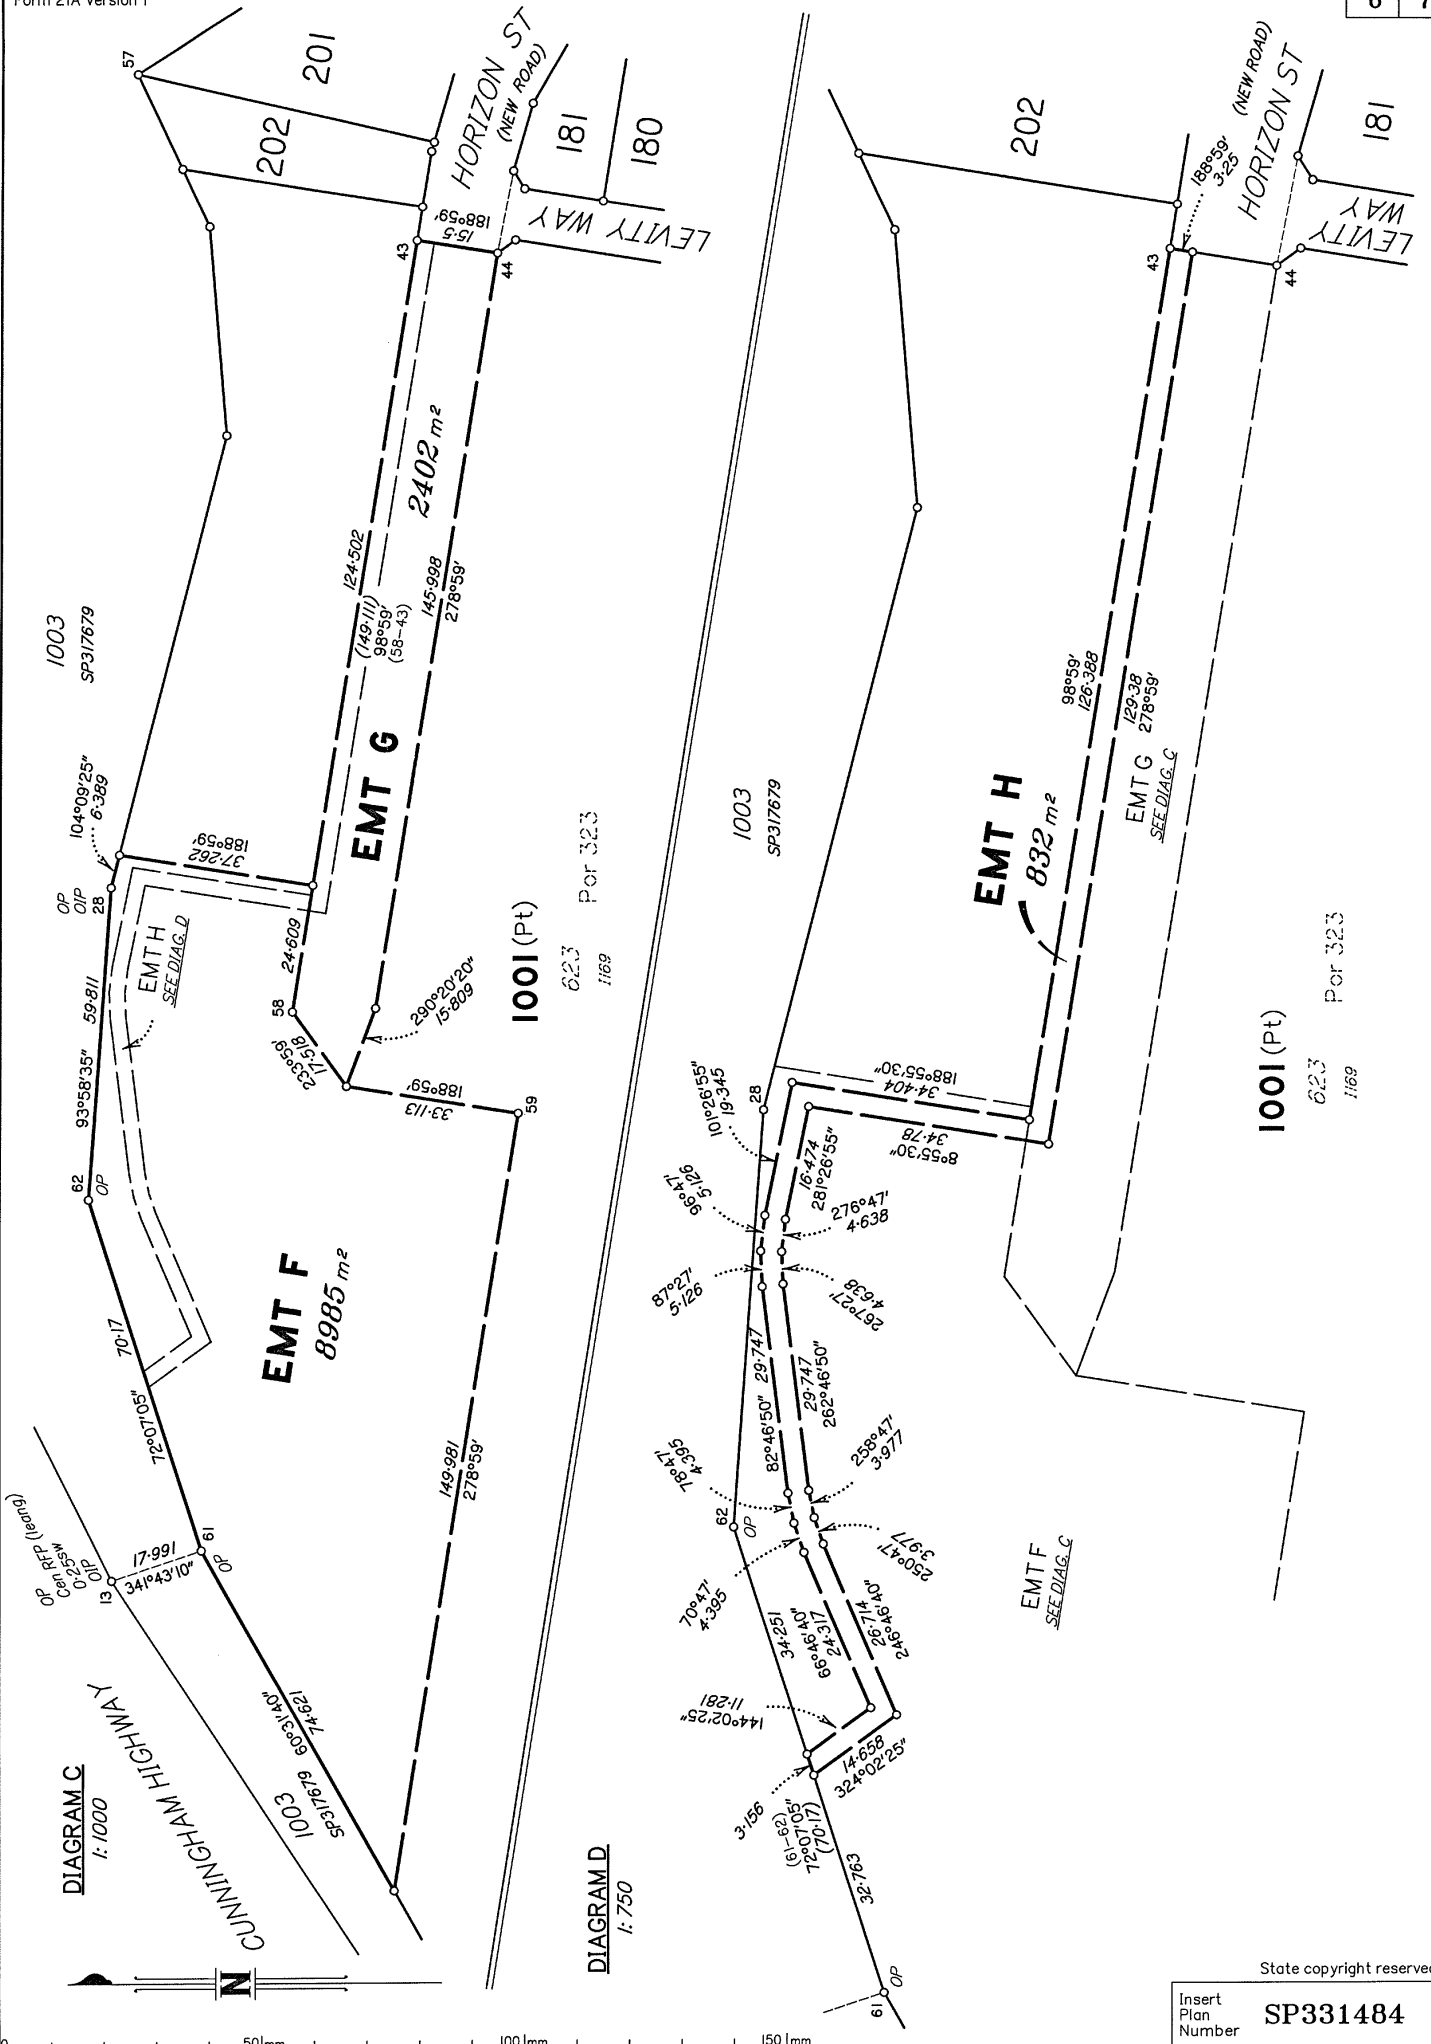 Form 21A Version 1
6
7
DIAGRAM C
1:1000
CUNNINGHAM HIGHWAY
N
1003
SP317679
60°31'40"
74·621
OP
Cen RFP (leang)
0·25sw
OIP
13
17·991
341°43'10"
61
OP
72°07'05"
70·17
62
OP
93°58'35"
59·811
OP
OIP
28
104°09'25"
6·389
1003
SP317679
EMT H
SEE DIAG. D
37·262
188°59'
24·609
58
233°59'
17·518
290°20'20"
15·809
33·113
188°59'
59
EMT F
8985 m²
149·981
278°59'
EMT G
2402 m²
124·502
(149·111)
98°59'
(58-43)
145·998
278°59'
1001 (Pt)
623
1169
Por 323
43
15·5
188°59'
44
57
201
202
HORIZON ST
(NEW ROAD)
181
180
LEVITY WAY
DIAGRAM D
1:750
61
OP
32·763
(61-62)
72°07'05"
(70·17)
3·156
14·658
324°02'25"
144°02'25"
11·281
34·251
66°46'40"
24·317
26·714
246°46'40"
70°47'
4·395
250°47'
3·977
78°47'
4·395
258°47'
3·977
62
OP
82°46'50"
29·747
29·747
262°46'50"
87°27'
5·126
267°27'
4·638
96°47'
5·126
276°47'
4·638
101°26'55"
19·345
16·474
281°26'55"
28
34·404
188°55'30"
34·78
8°55'30"
1003
SP317679
EMT H
832 m²
98°59'
126·388
129·38
278°59'
EMT G
SEE DIAG. C
EMT F
SEE DIAG. C
1001 (Pt)
623
1169
Por 323
202
43
188°59'
3·25
44
HORIZON ST
(NEW ROAD)
181
LEVITY
WAY
State copyright reserved
Insert
Plan
Number
SP331484
0
50 mm
100 mm
150 mm